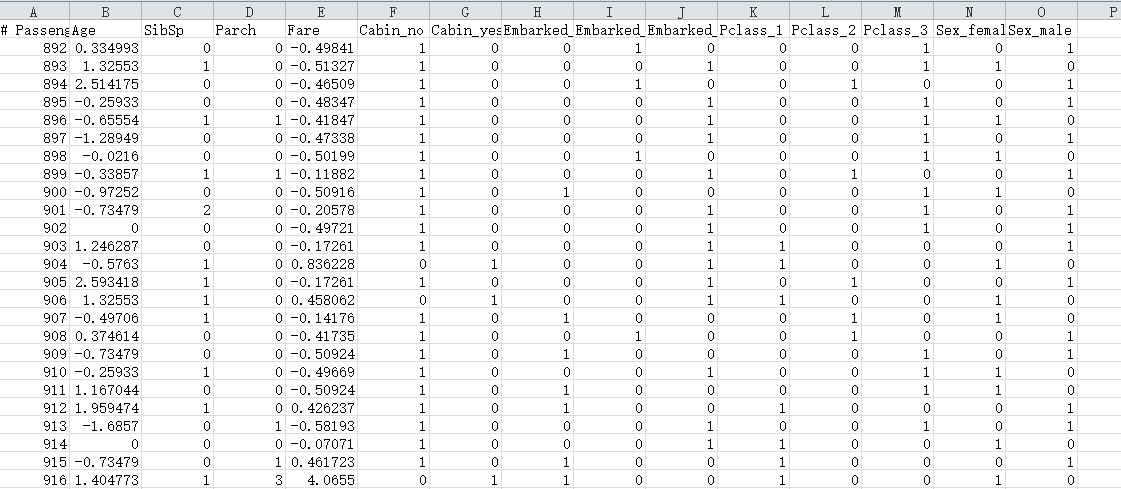 A B C D E F G H I J K L M N O P
# Passeng Age SibSp Parch Fare Cabin_no Cabin_yes Embarked_ Embarked_ Embarked_ Pclass_1 Pclass_2 Pclass_3 Sex_femal Sex_male
892 0.334993 0 0 -0.49841 1 0 0 1 0 0 0 1 0 1
893 1.32553 1 0 -0.51327 1 0 0 0 1 0 0 1 1 0
894 2.514175 0 0 -0.46509 1 0 0 1 0 0 1 0 0 1
895 -0.25933 0 0 -0.48347 1 0 0 0 1 0 0 1 0 1
896 -0.65554 1 1 -0.41847 1 0 0 0 1 0 0 1 1 0
897 -1.28949 0 0 -0.47338 1 0 0 0 1 0 0 1 0 1
898 -0.0216 0 0 -0.50199 1 0 0 1 0 0 0 1 1 0
899 -0.33857 1 1 -0.11882 1 0 0 0 1 0 1 0 0 1
900 -0.97252 0 0 -0.50916 1 0 1 0 0 0 0 1 1 0
901 -0.73479 2 0 -0.20578 1 0 0 0 1 0 0 1 0 1
902 0 0 0 -0.49721 1 0 0 0 1 0 0 1 0 1
903 1.246287 0 0 -0.17261 1 0 0 0 1 1 0 0 0 1
904 -0.5763 1 0 0.836228 0 1 0 0 1 1 0 0 1 0
905 2.593418 1 0 -0.17261 1 0 0 0 1 0 1 0 0 1
906 1.32553 1 0 0.458062 0 1 0 0 1 1 0 0 1 0
907 -0.49706 1 0 -0.14176 1 0 1 0 0 0 1 0 1 0
908 0.374614 0 0 -0.41735 1 0 0 1 0 0 1 0 0 1
909 -0.73479 0 0 -0.50924 1 0 1 0 0 0 0 1 0 1
910 -0.25933 1 0 -0.49669 1 0 0 0 1 0 0 1 1 0
911 1.167044 0 0 -0.50924 1 0 1 0 0 0 0 1 1 0
912 1.959474 1 0 0.426237 1 0 1 0 0 1 0 0 0 1
913 -1.6857 0 1 -0.58193 1 0 0 0 1 0 0 1 0 1
914 0 0 0 -0.07071 1 0 0 0 1 1 0 0 1 0
915 -0.73479 0 1 0.461723 1 0 1 0 0 1 0 0 0 1
916 1.404773 1 3 4.0655 0 1 1 0 0 1 0 0 1 0